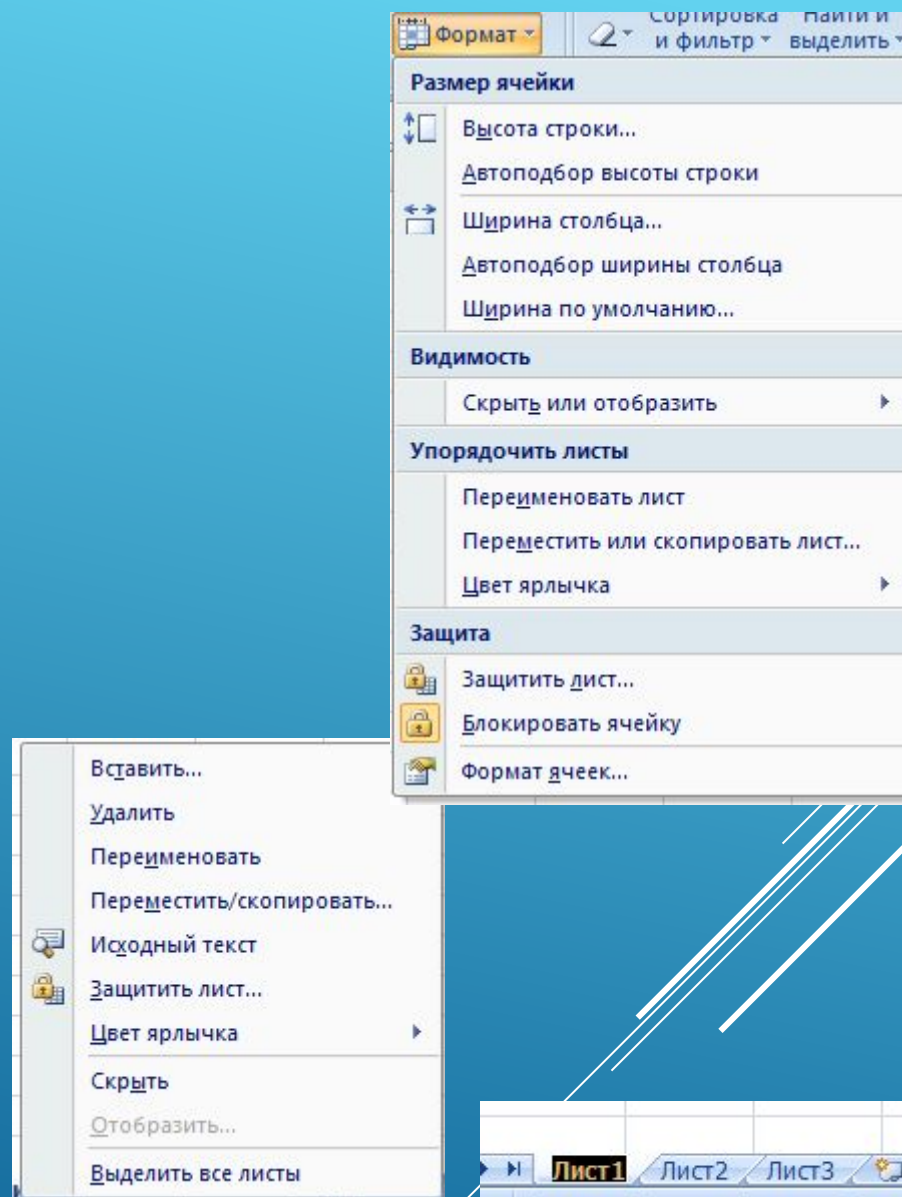 Формат
Сортировка
и фильтр
Найти и
выделить
Размер ячейки
Высота строки...
Автоподбор высоты строки
Ширина столбца...
Автоподбор ширины столбца
Ширина по умолчанию...
Видимость
Скрыть или отобразить
Упорядочить листы
Переименовать лист
Переместить или скопировать лист...
Цвет ярлычка
Защита
Защитить лист...
Блокировать ячейку
Формат ячеек...
Вставить...
Удалить
Переименовать
Переместить/скопировать...
Исходный текст
Защитить лист...
Цвет ярлычка
Скрыть
Отобразить...
Выделить все листы
Лист1 Лист2 Лист3